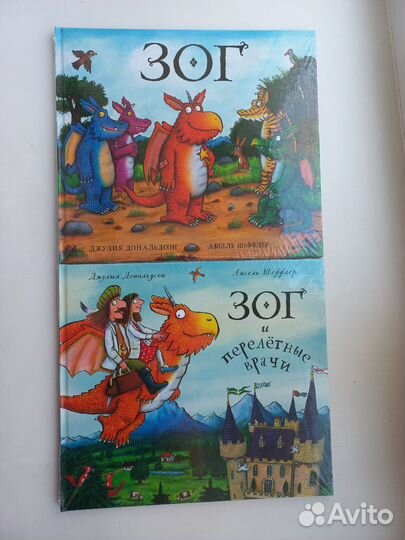 ЗОГ
ДЖУЛИЯ ДОНАЛЬДСОН АКСЕЛЬ ШЕФФЛЕР
Джулия Дональдсон Аксель Шеффлер
ЗОГ
и
перелётные
врачи
Avito